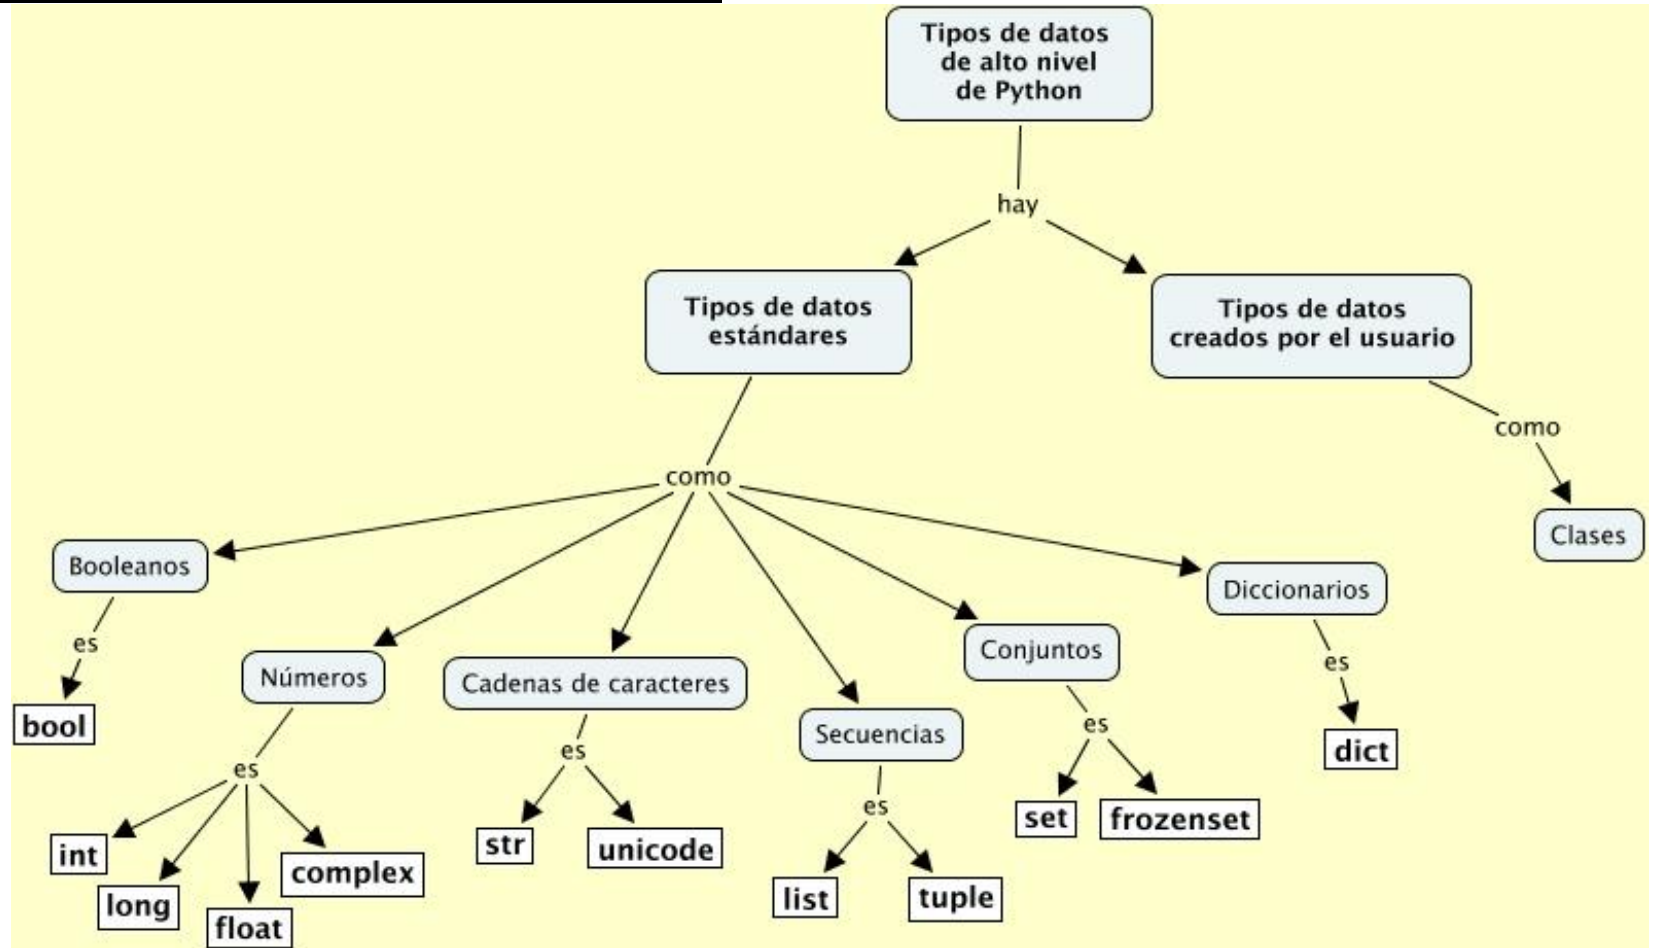 Tipos de datos
de alto nivel
de Python
hay
Tipos de datos
estándares
Tipos de datos
creados por el usuario
como
Clases
como
Booleanos
es
bool
Números
es
int
long
float
complex
Cadenas de caracteres
es
str
unicode
Secuencias
es
list
tuple
Conjuntos
es
set
frozenset
Diccionarios
es
dict